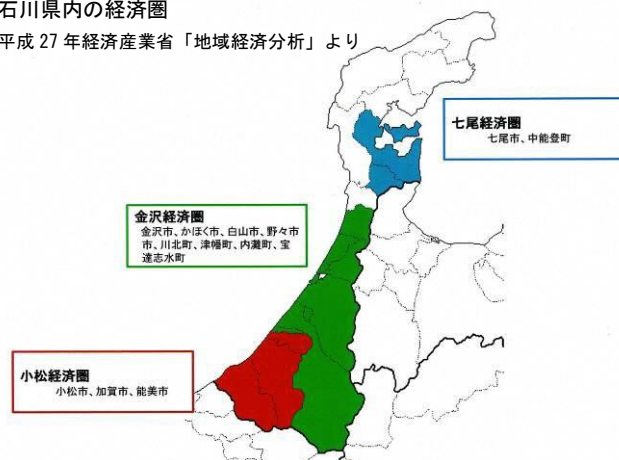 石川県内の経済圏
平成27年経済産業省「地域経済分析」より
七尾経済圏
七尾市、中能登町
金沢経済圏
金沢市、かほく市、白山市、野々市
市、川北町、津幡町、内灘町、宝
達志水町
小松経済圏
小松市、加賀市、能美市